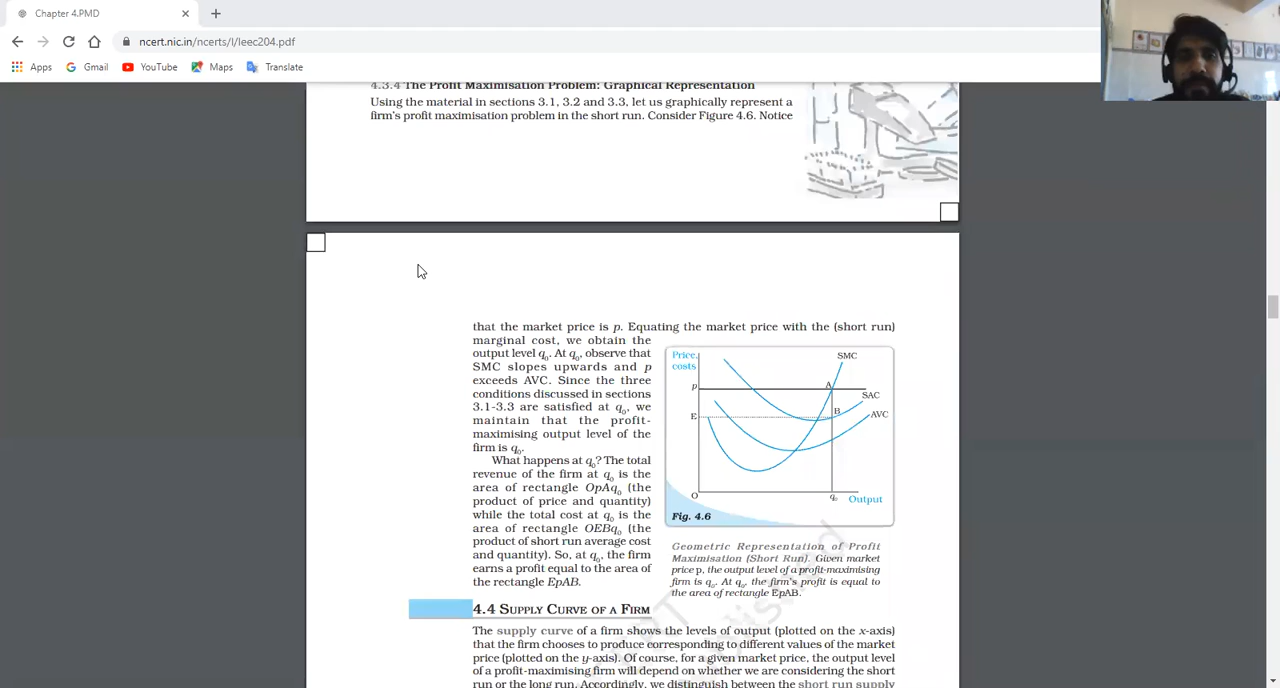 Chapter 4.PMD
ncert.nic.in/ncerts/l/leec204.pdf
Apps Gmail YouTube Maps Translate
4.3.4 The Profit Maximisation Problem: Graphical Representation
Using the material in sections 3.1, 3.2 and 3.3, let us graphically represent a
firm's profit maximisation problem in the short run. Consider Figure 4.6. Notice
that the market price is p. Equating the market price with the (short run)
marginal cost, we obtain the
output level q0. At q0, observe that
SMC slopes upwards and p
exceeds AVC. Since the three
conditions discussed in sections
3.1-3.3 are satisfied at q0, we
maintain that the profit-
maximising output level of the
firm is q0.
What happens at q0? The total
revenue of the firm at q0 is the
area of rectangle OpAq0 (the
product of price and quantity)
while the total cost at q0 is the
area of rectangle OEBq0 (the
product of short run average cost
and quantity). So, at q0, the firm
earns a profit equal to the area of
the rectangle EpAB.
Price,
costs
SMC
p
A
SAC
E
B
AVC
O
q0
Output
Fig. 4.6
Geometric Representation of Profit
Maximisation (Short Run). Given market
price p, the output level of a profit-maximising
firm is q0. At q0, the firm's profit is equal to
the area of rectangle EpAB.
4.4 SUPPLY CURVE OF A FIRM
The supply curve of a firm shows the levels of output (plotted on the x-axis)
that the firm chooses to produce corresponding to different values of the market
price (plotted on the y-axis). Of course, for a given market price, the output level
of a profit-maximising firm will depend on whether we are considering the short
run or the long run. Accordingly, we distinguish between the short run supply